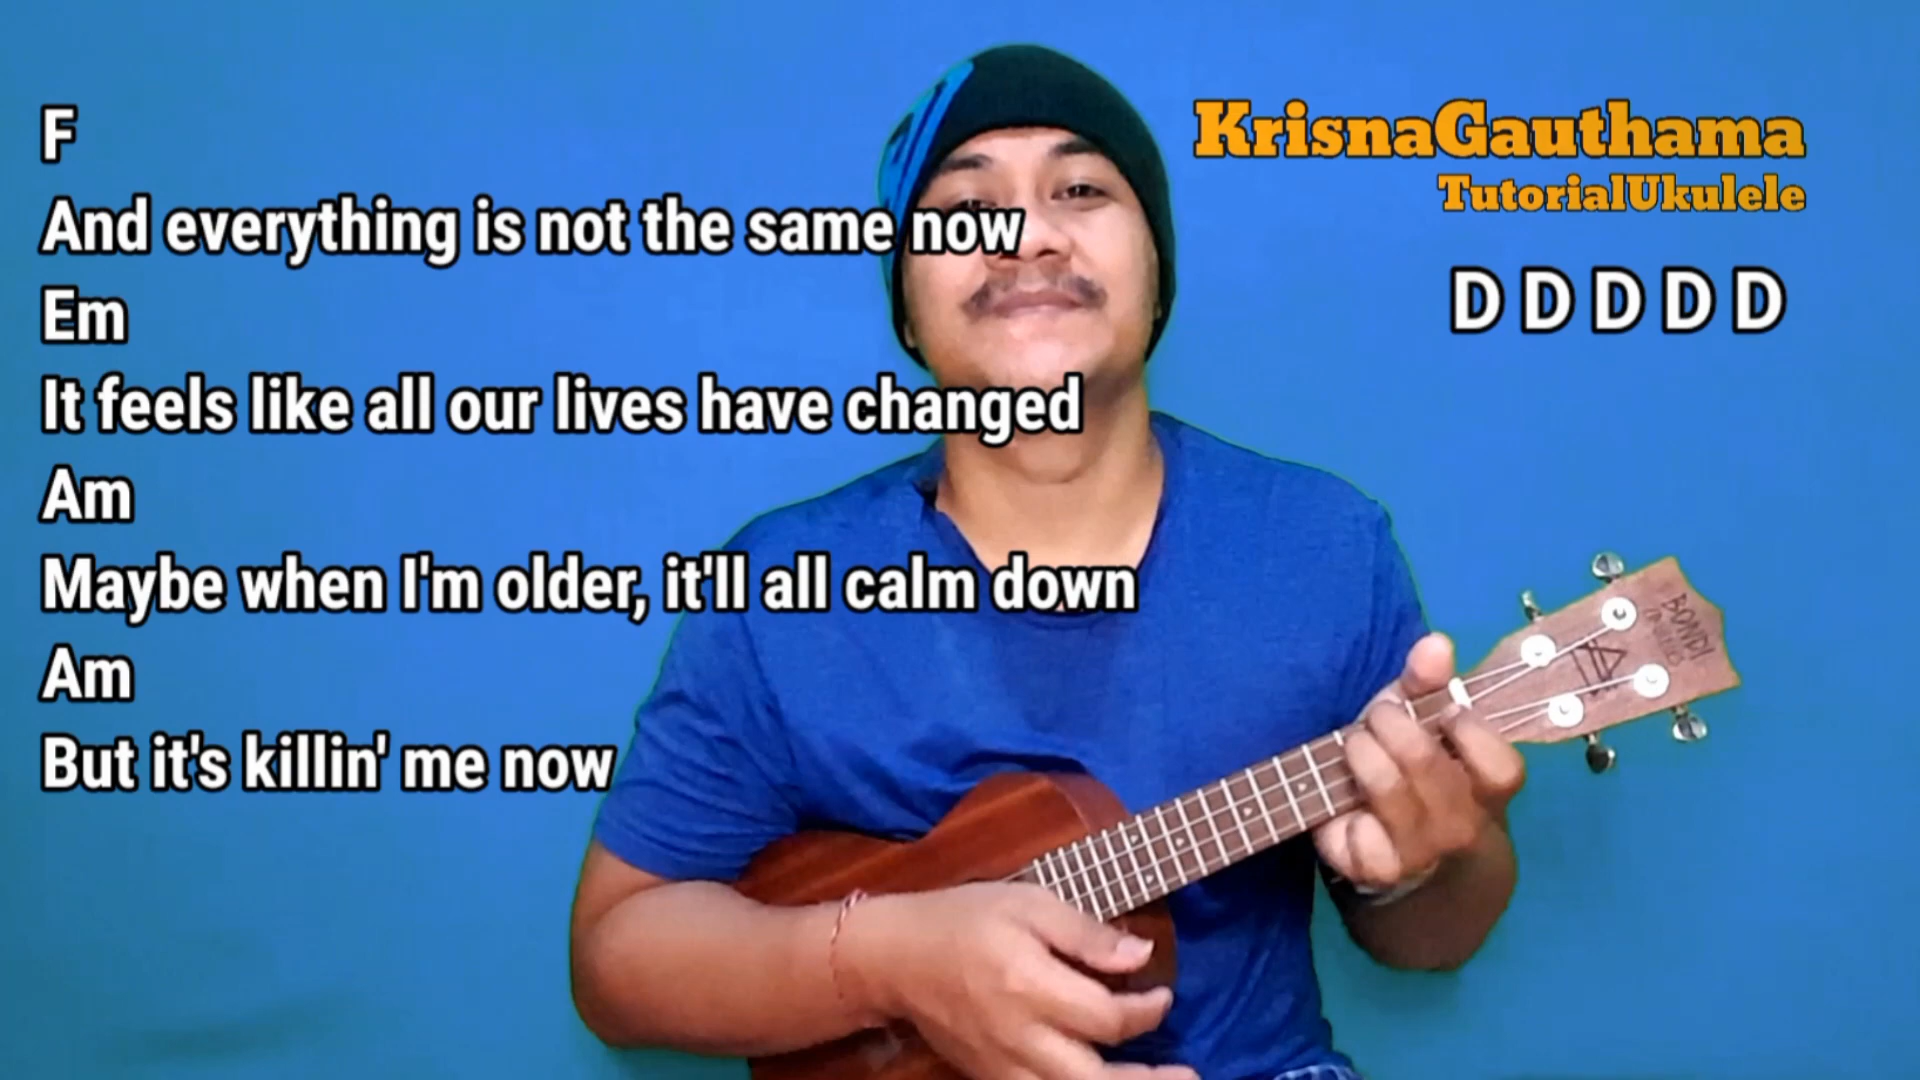 F
And everything is not the same now
Em
It feels like all our lives have changed
Am
Maybe when I'm older, it'll all calm down
Am
But it's killin' me now
KrisnaGauthama
TutorialUkulele
D D D D D
BONDI